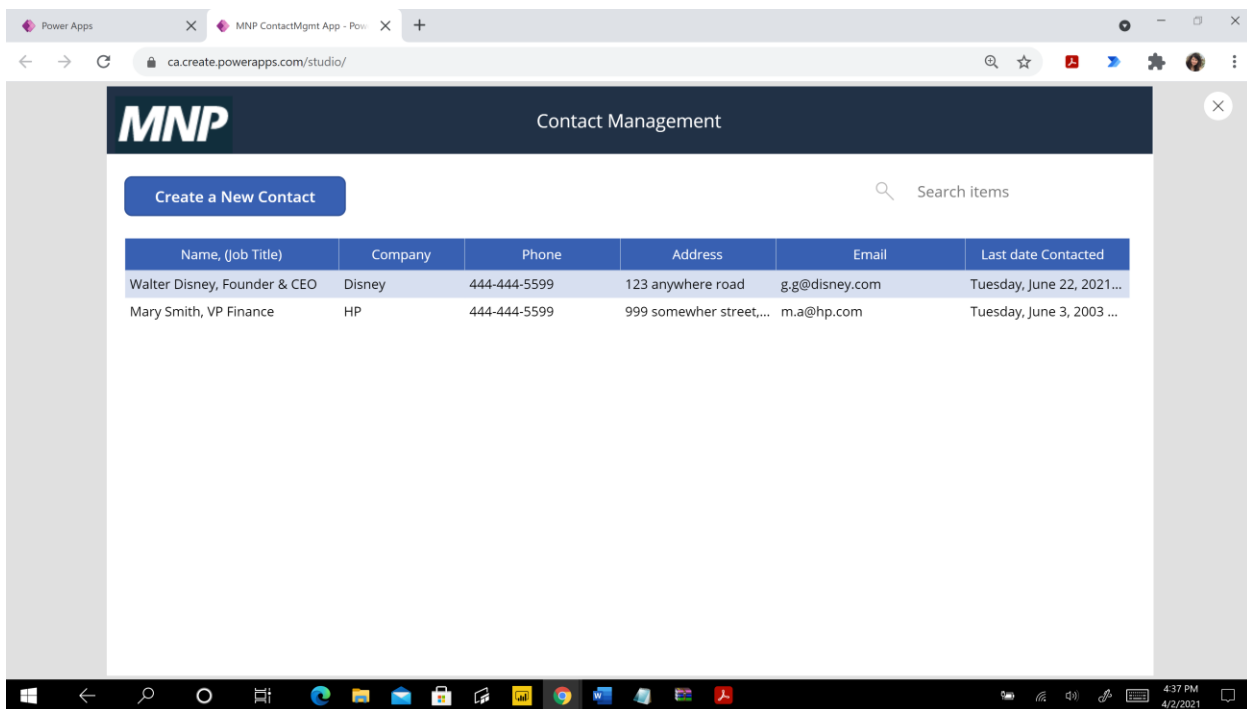 Power Apps
MNP ContactMgmt App - Pow
ca.create.powerapps.com/studio/
MNP
Contact Management
Create a New Contact
Search items
Name, (Job Title) Company Phone Address Email Last date Contacted
Walter Disney, Founder & CEO Disney 444-444-5599 123 anywhere road g.g@disney.com Tuesday, June 22, 2021...
Mary Smith, VP Finance HP 444-444-5599 999 somewher street,... m.a@hp.com Tuesday, June 3, 2003 ...
4:37 PM
4/2/2021